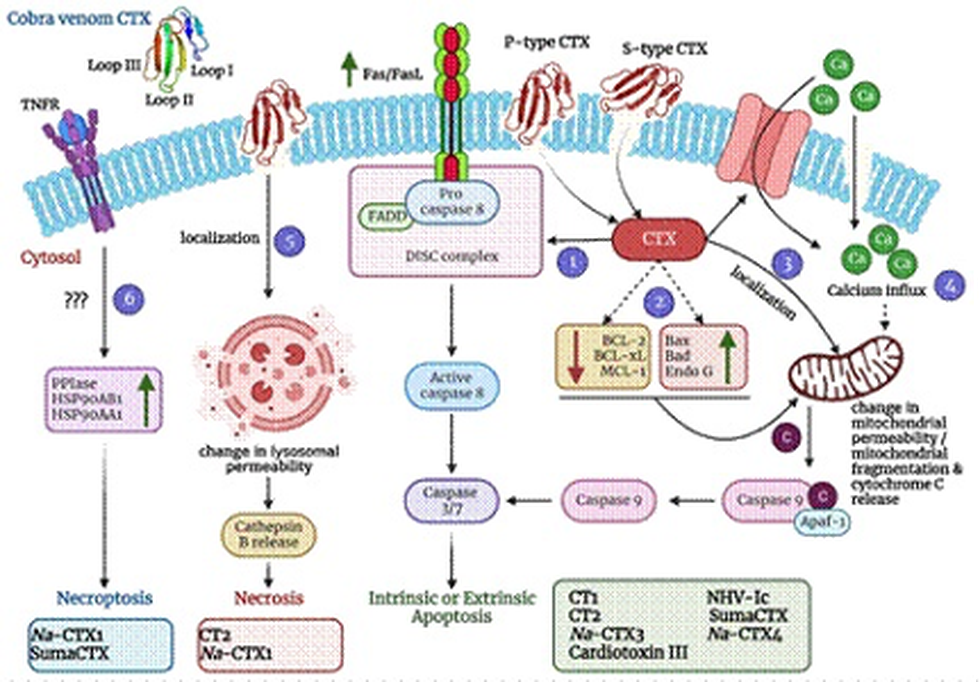 Cobra venom CTX
Loop III
Loop I
Loop II
TNFR
Fas/FasL
P-type CTX
S-type CTX
Ca
Ca
Ca
Pro
caspase 8
FADD
DISC complex
CTX
Cytosol
localization
5
???
6
1
2
3
localization
Ca
Ca
Ca
Calcium influx
4
PPIase
HSP90AB1
HSP90AA1
BCL-2
BCL-xL
MCL-1
Bax
Bad
Endo G
Active
caspase 8
change in lysosomal
permeability
change in
mitochondrial
permeability /
mitochondrial
fragmentation &
cytochrome C
release
C
Cathepsin
B release
Caspase
3/7
Caspase 9
Caspase 9
C
Apaf-1
Necroptosis
Na-CTX1
SumaCTX
Necrosis
CT2
Na-CTX1
Intrinsic or Extrinsic
Apoptosis
CT1
CT2
Na-CTX3
Cardiotoxin III
NHV-Ic
SumaCTX
Na-CTX4